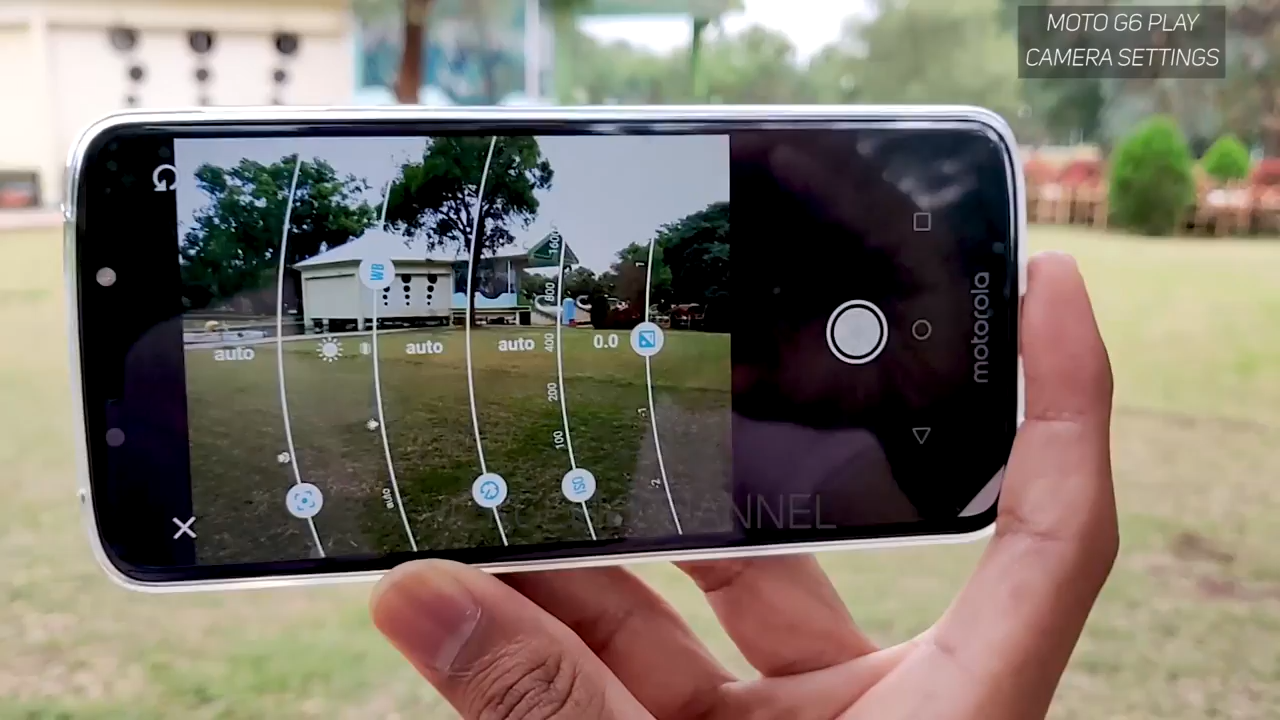 MOTO G6 PLAY
CAMERA SETTINGS
WB
1600
800
400
200
100
auto
auto
auto
0.0
1
-1
-2
auto
ISO
motorola
ANNEL